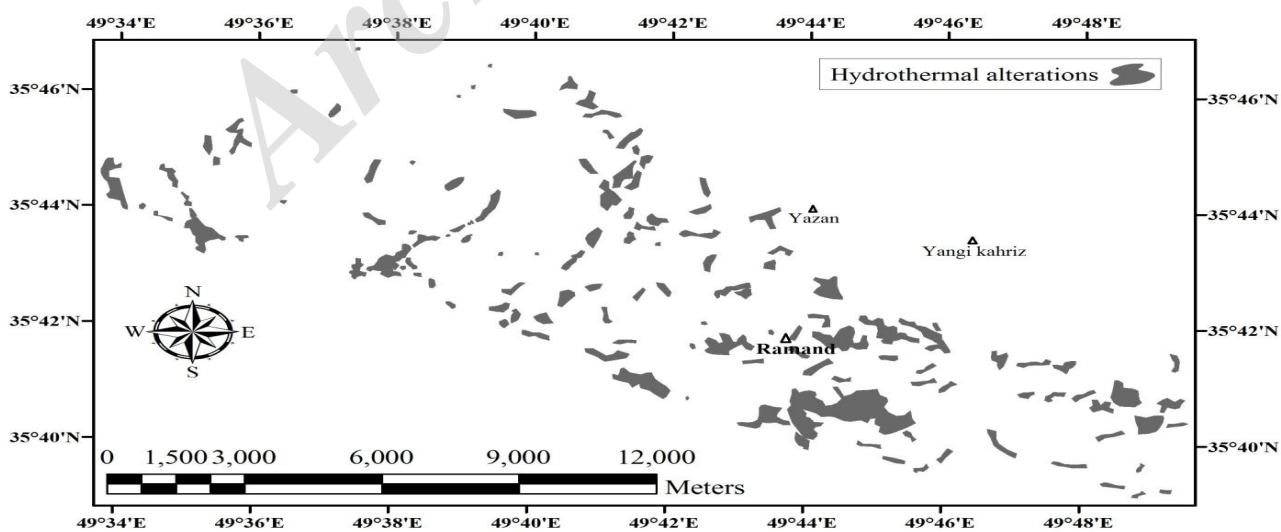 49°34'E 49°36'E 49°38'E 49°40'E 49°42'E 49°44'E 49°46'E 49°48'E
Hydrothermal alterations
35°46'N 35°46'N
35°44'N 35°44'N
Yazan
Yangi kahriz
N
W E
S
35°42'N 35°42'N
Ramand
35°40'N 35°40'N
0 1,500 3,000 6,000 9,000 12,000
Meters
49°34'E 49°36'E 49°38'E 49°40'E 49°42'E 49°44'E 49°46'E 49°48'E